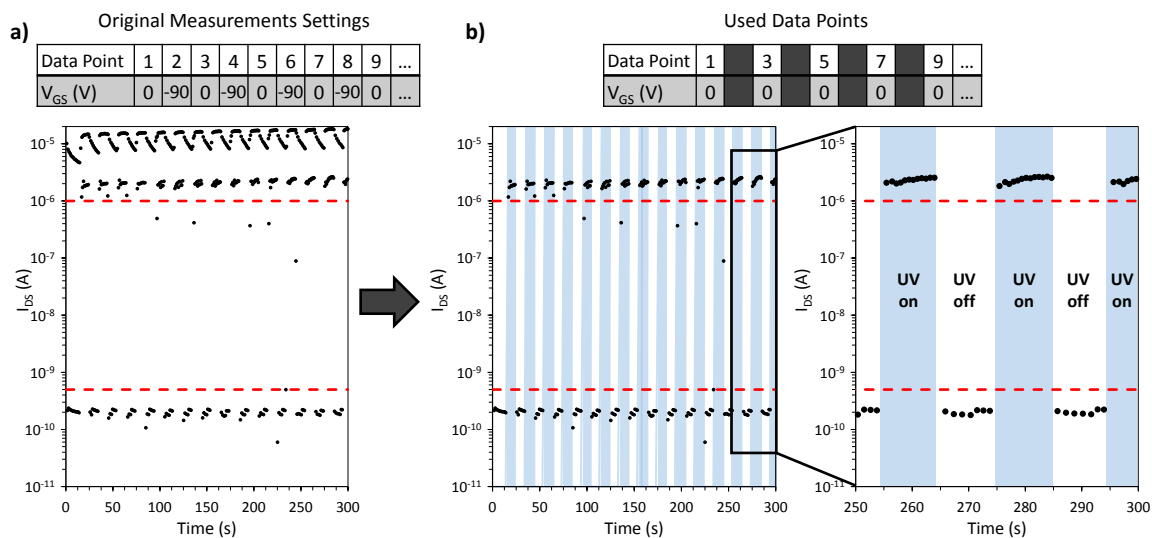 Original Measurements Settings
a)
Data Point 1 2 3 4 5 6 7 8 9 ...
V_GS (V) 0 -90 0 -90 0 -90 0 -90 0 ...
Used Data Points
b)
Data Point 1 3 5 7 9 ...
V_GS (V) 0 0 0 0 0 ...
I_DS (A)
10^-5
10^-6
10^-7
10^-8
10^-9
10^-10
10^-11
0 50 100 150 200 250 300
Time (s)
I_DS (A)
10^-5
10^-6
10^-7
10^-8
10^-9
10^-10
10^-11
0 50 100 150 200 250 300
Time (s)
I_DS (A)
10^-5
10^-6
10^-7
10^-8
10^-9
10^-10
10^-11
UV on
UV off
UV on
UV off
UV on
250 260 270 280 290 300
Time (s)